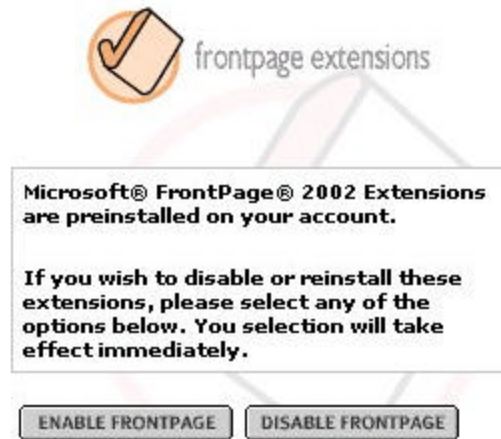 frontpage extensions
Microsoft® FrontPage® 2002 Extensions
are preinstalled on your account.
If you wish to disable or reinstall these
extensions, please select any of the
options below. You selection will take
effect immediately.
ENABLE FRONTPAGE DISABLE FRONTPAGE